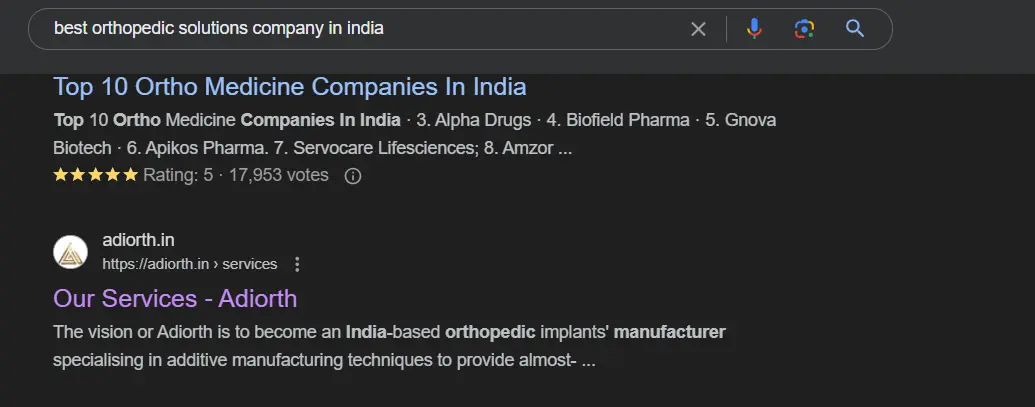 best orthopedic solutions company in india
Top 10 Ortho Medicine Companies In India
Top 10 Ortho Medicine Companies In India · 3. Alpha Drugs · 4. Biofield Pharma · 5. Gnova
Biotech · 6. Apikos Pharma. 7. Servocare Lifesciences; 8. Amzor ...
Rating: 5 · 17,953 votes
adiorth.in
https://adiorth.in › services
Our Services - Adiorth
The vision or Adiorth is to become an India-based orthopedic implants' manufacturer
specialising in additive manufacturing techniques to provide almost- ...